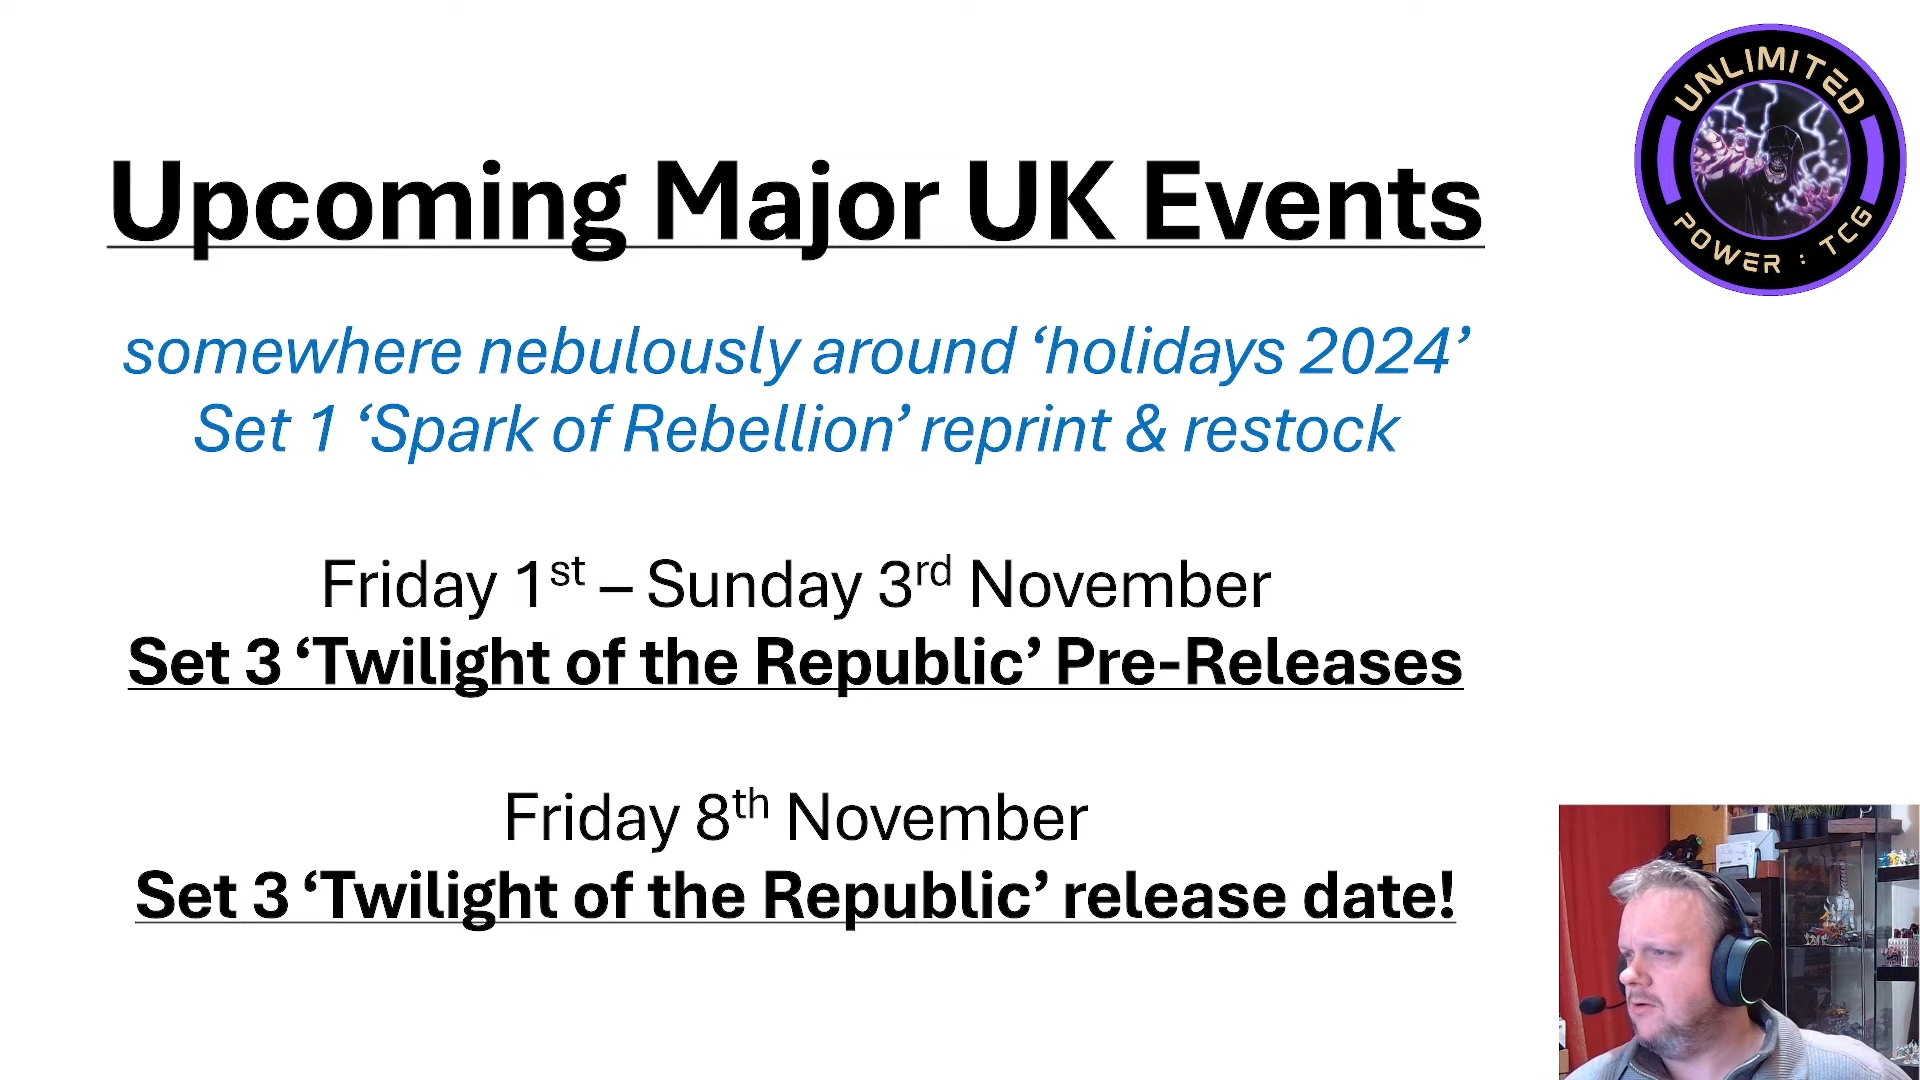 UNLIMITED
POWER : TCG
Upcoming Major UK Events
somewhere nebulously around ‘holidays 2024’
Set 1 ‘Spark of Rebellion’ reprint & restock
Friday 1st – Sunday 3rd November
Set 3 ‘Twilight of the Republic’ Pre-Releases
Friday 8th November
Set 3 ‘Twilight of the Republic’ release date!